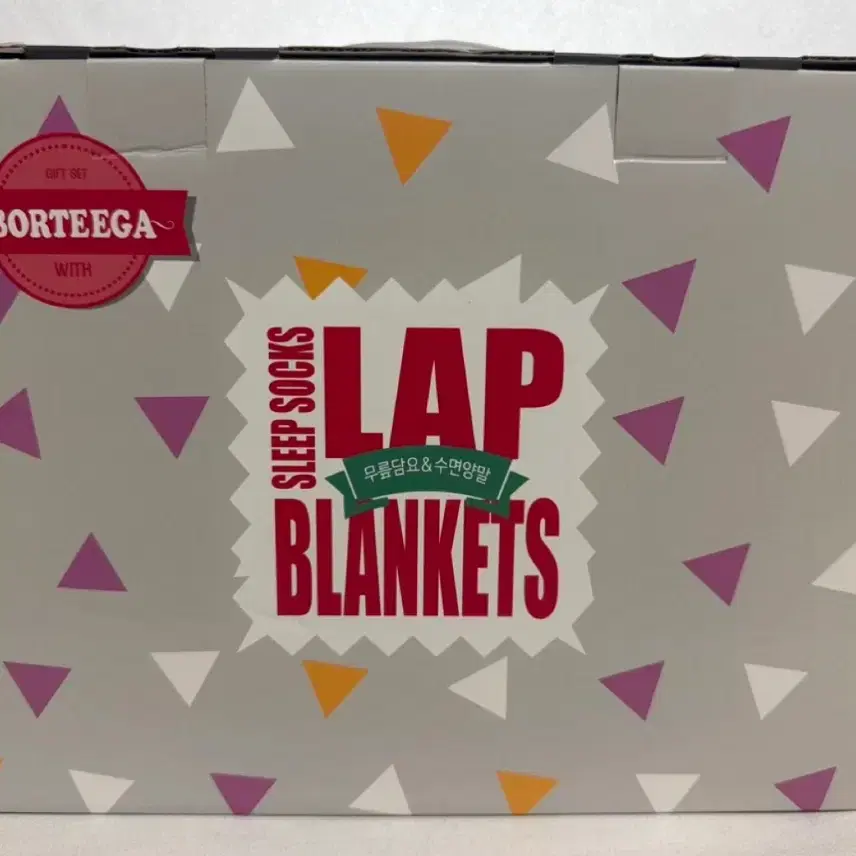 GIFT SET
BORTEEGA
WITH
SLEEP SOCKS
LAP
무릎담요&수면양말
BLANKETS